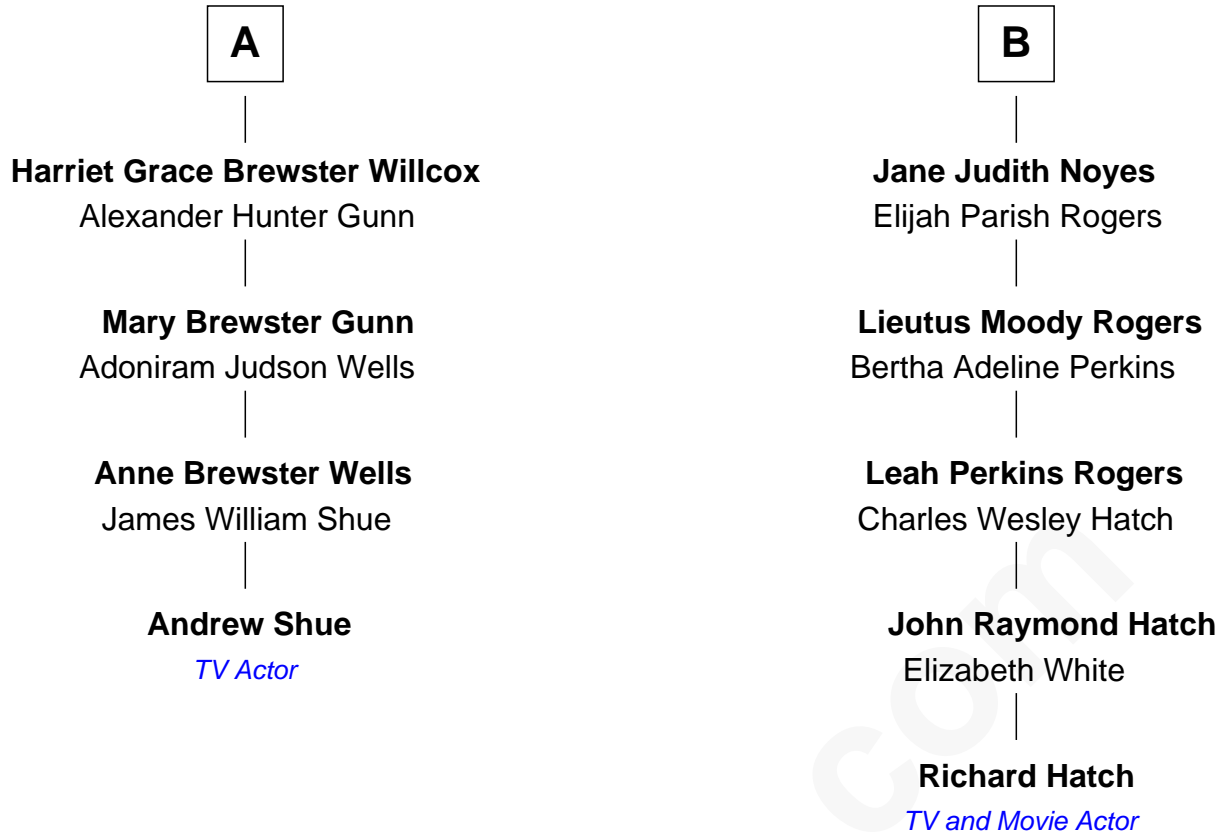 A
Harriet Grace Brewster Willcox
Alexander Hunter Gunn
Mary Brewster Gunn
Adoniram Judson Wells
Anne Brewster Wells
James William Shue
Andrew Shue
TV Actor
B
Jane Judith Noyes
Elijah Parish Rogers
Lieutus Moody Rogers
Bertha Adeline Perkins
Leah Perkins Rogers
Charles Wesley Hatch
John Raymond Hatch
Elizabeth White
Richard Hatch
TV and Movie Actor
com